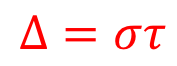 Δ = στ